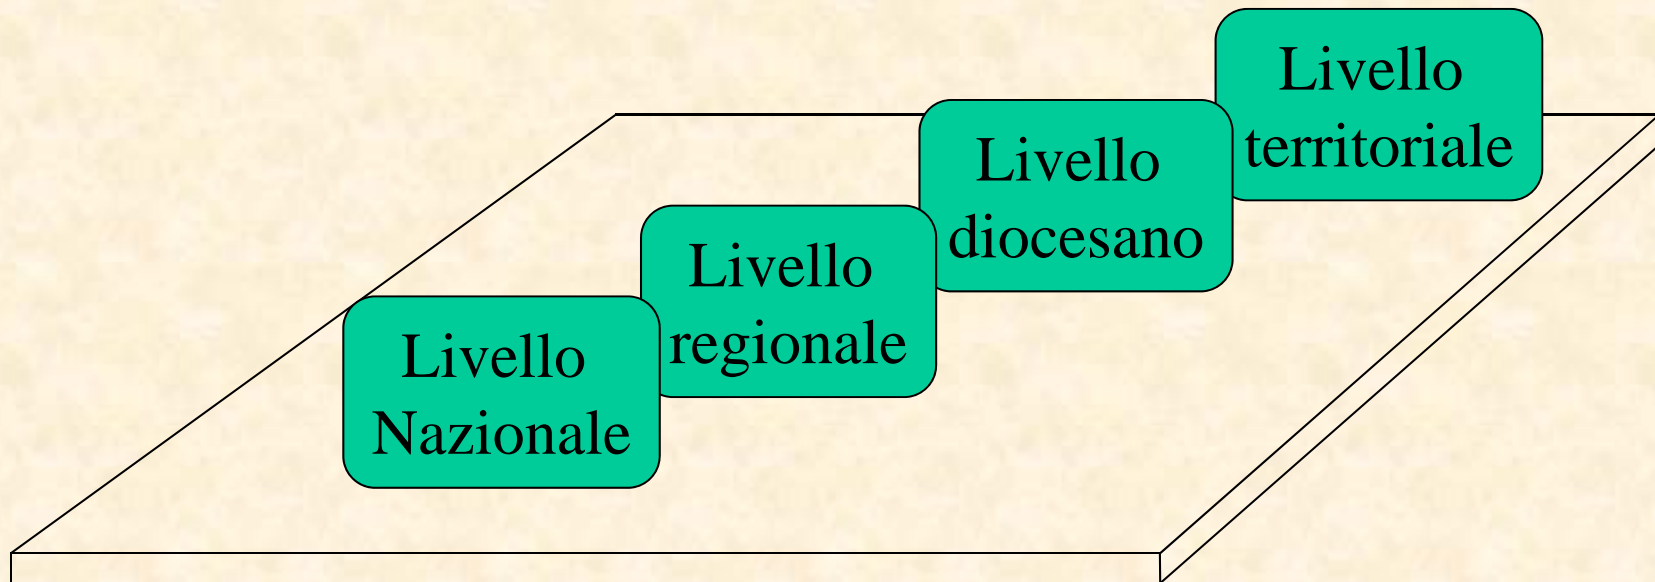 Livello
Nazionale
Livello
regionale
Livello
diocesano
Livello
territoriale